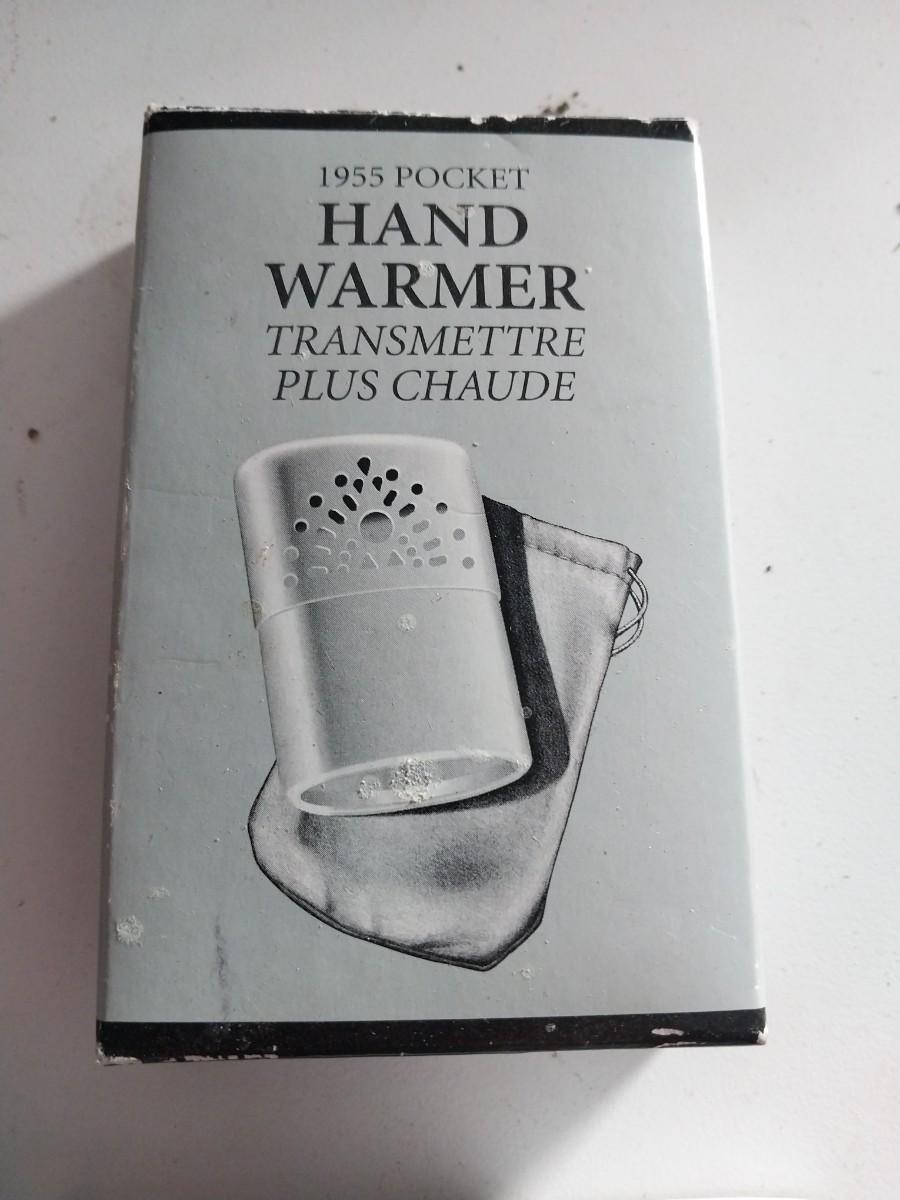 1955 POCKET
HAND
WARMER
TRANSMETTRE
PLUS CHAUDE